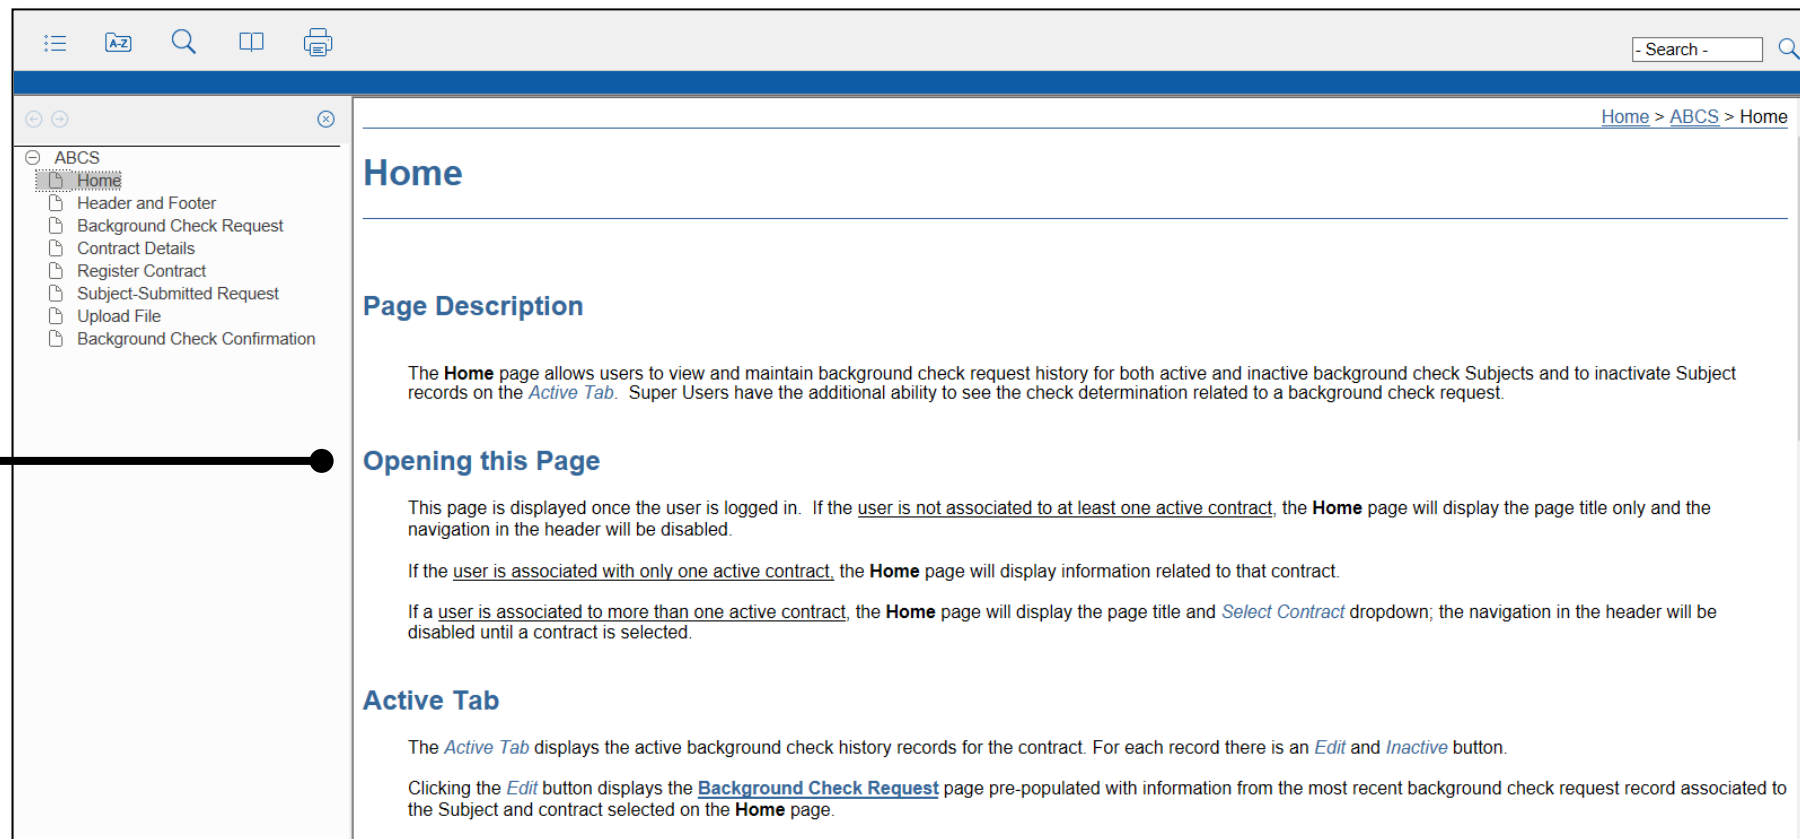 A-Z
- Search -
Home > ABCS > Home
ABCS
Home
Header and Footer
Background Check Request
Contract Details
Register Contract
Subject-Submitted Request
Upload File
Background Check Confirmation
Home
Page Description
The Home page allows users to view and maintain background check request history for both active and inactive background check Subjects and to inactivate Subject
records on the Active Tab.  Super Users have the additional ability to see the check determination related to a background check request.
Opening this Page
This page is displayed once the user is logged in.  If the user is not associated to at least one active contract, the Home page will display the page title only and the
navigation in the header will be disabled.
If the user is associated with only one active contract, the Home page will display information related to that contract.
If a user is associated to more than one active contract, the Home page will display the page title and Select Contract dropdown; the navigation in the header will be
disabled until a contract is selected.
Active Tab
The Active Tab displays the active background check history records for the contract. For each record there is an Edit and Inactive button.
Clicking the Edit button displays the Background Check Request page pre-populated with information from the most recent background check request record associated to
the Subject and contract selected on the Home page.